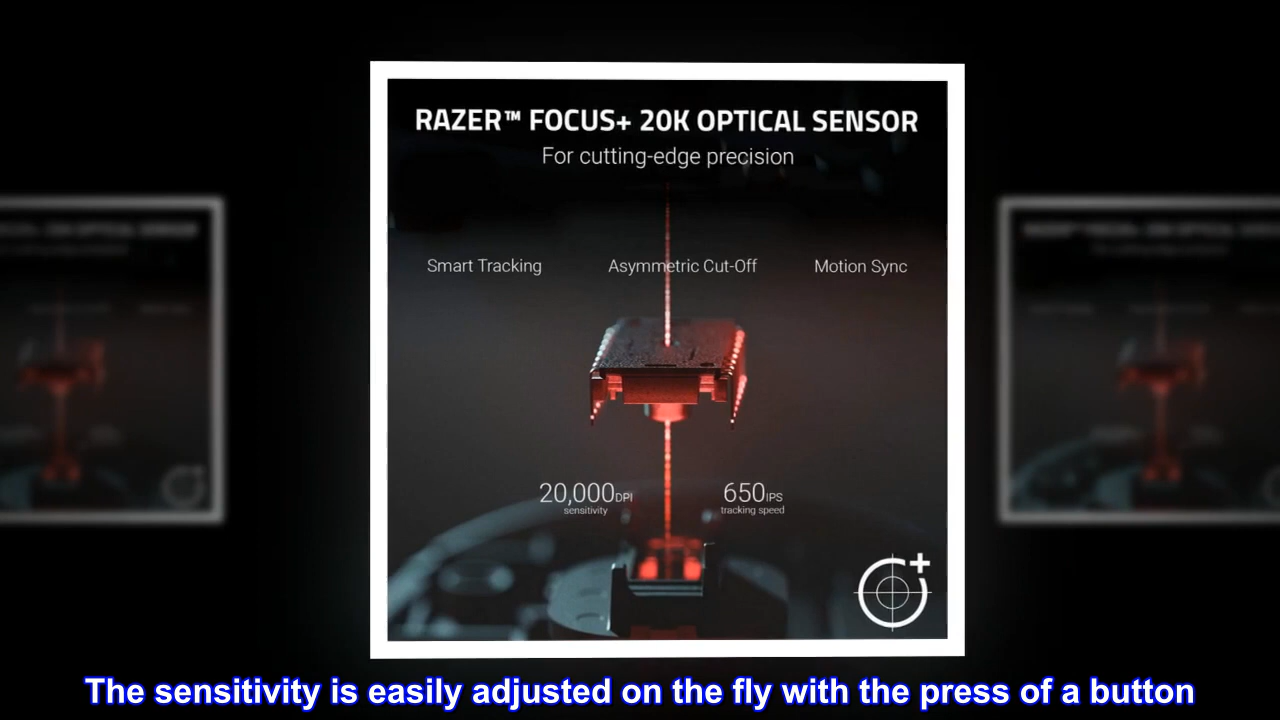 RAZER™ FOCUS+ 20K OPTICAL SENSOR
For cutting-edge precision
Smart Tracking Asymmetric Cut-Off Motion Sync
20,000DPI 650IPS
sensitivity tracking speed
The sensitivity is easily adjusted on the fly with the press of a button